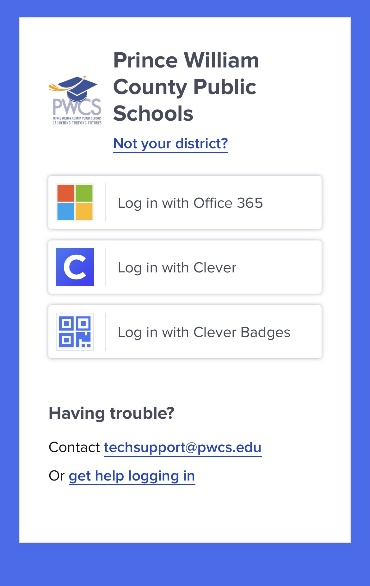 Prince William
County Public
Schools
PWCS
Not your district?
Log in with Office 365
C
Log in with Clever
Log in with Clever Badges
Having trouble?
Contact techsupport@pwcs.edu
Or get help logging in